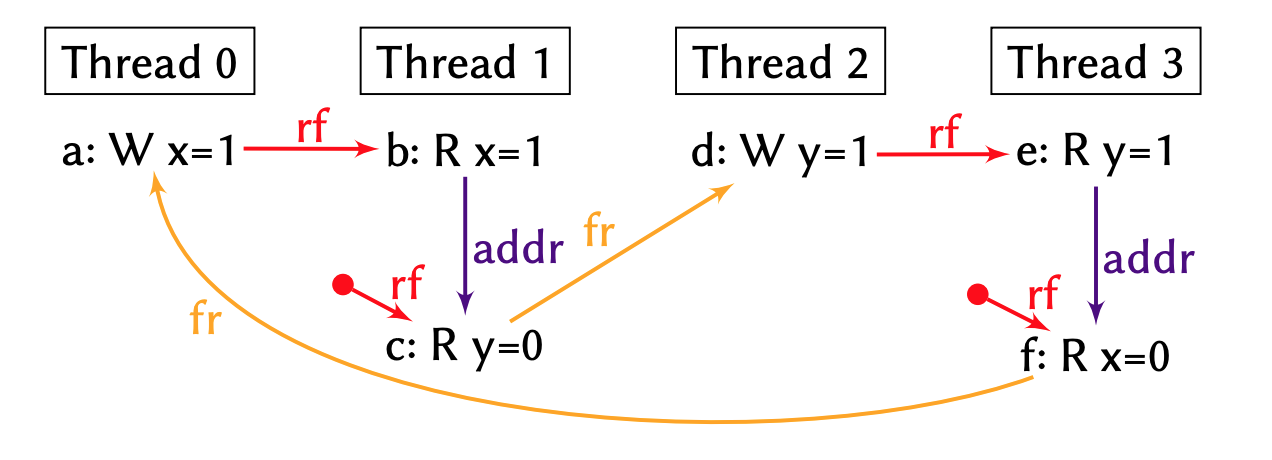 Thread 0
Thread 1
Thread 2
Thread 3
a: W x=1
rf
b: R x=1
d: W y=1
rf
e: R y=1
addr
fr
addr
rf
rf
fr
c: R y=0
f: R x=0